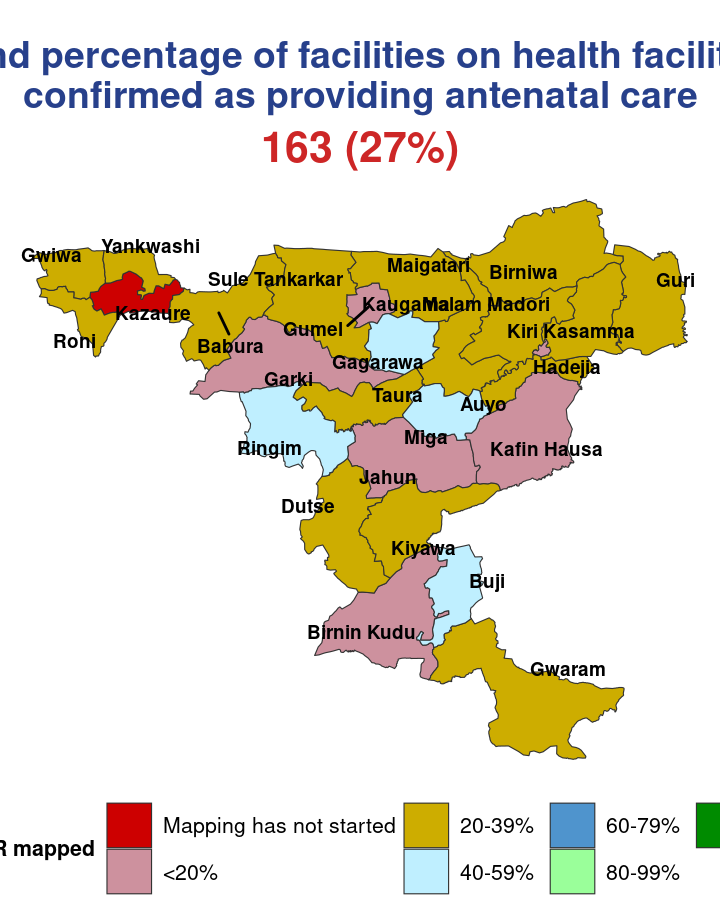 nd percentage of facilities on health facilit
confirmed as providing antenatal care
163 (27%)
Gwiwa
Yankwashi
Sule Tankarkar
Maigatari
Birniwa
Guri
Kazaure
Kaugama
Malam Madori
Roni
Babura
Gumel
Kiri Kasamma
Gagarawa
Hadejia
Garki
Taura
Auyo
Ringim
Miga
Kafin Hausa
Jahun
Dutse
Kiyawa
Buji
Birnin Kudu
Gwaram
R mapped
Mapping has not started
20-39%
60-79%
<20%
40-59%
80-99%